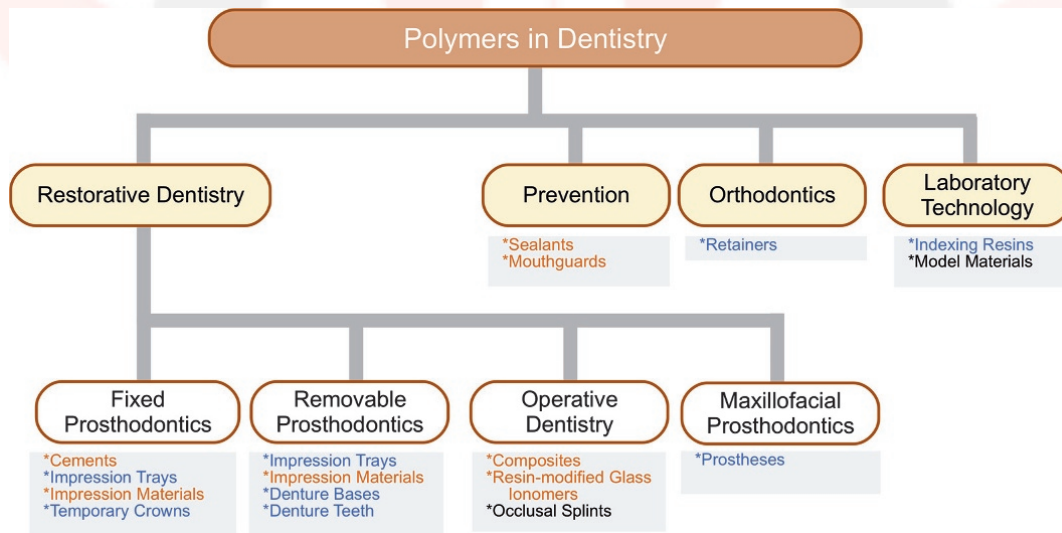 Polymers in Dentistry
Restorative Dentistry
Prevention
*Sealants
*Mouthguards
Orthodontics
*Retainers
Laboratory
Technology
*Indexing Resins
*Model Materials
Fixed
Prosthodontics
*Cements
*Impression Trays
*Impression Materials
*Temporary Crowns
Removable
Prosthodontics
*Impression Trays
*Impression Materials
*Denture Bases
*Denture Teeth
Operative
Dentistry
*Composites
*Resin-modified Glass
Ionomers
*Occlusal Splints
Maxillofacial
Prosthodontics
*Prostheses